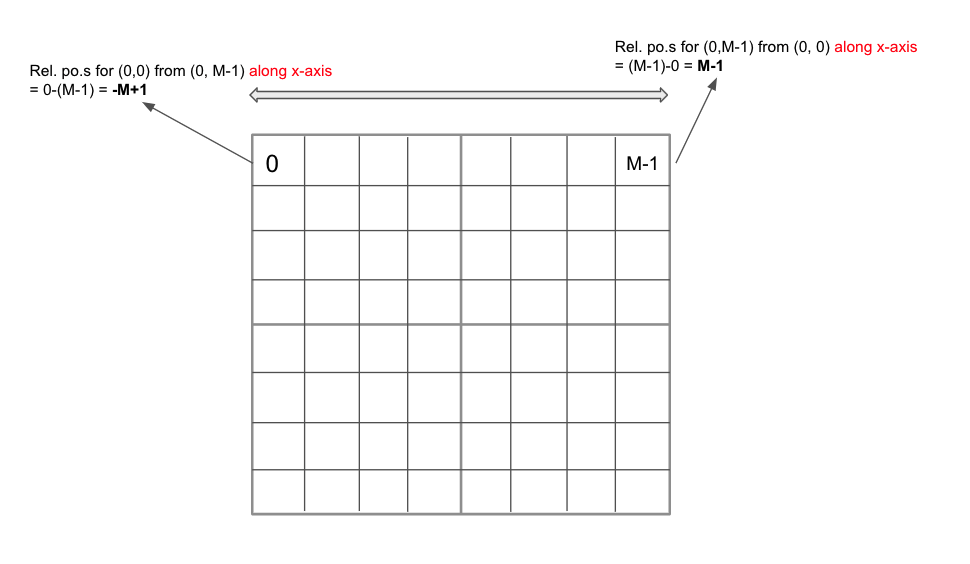 Rel. po.s for (0,M-1) from (0, 0) along x-axis
= (M-1)-0 = M-1
Rel. po.s for (0,0) from (0, M-1) along x-axis
= 0-(M-1) = -M+1
0
M-1